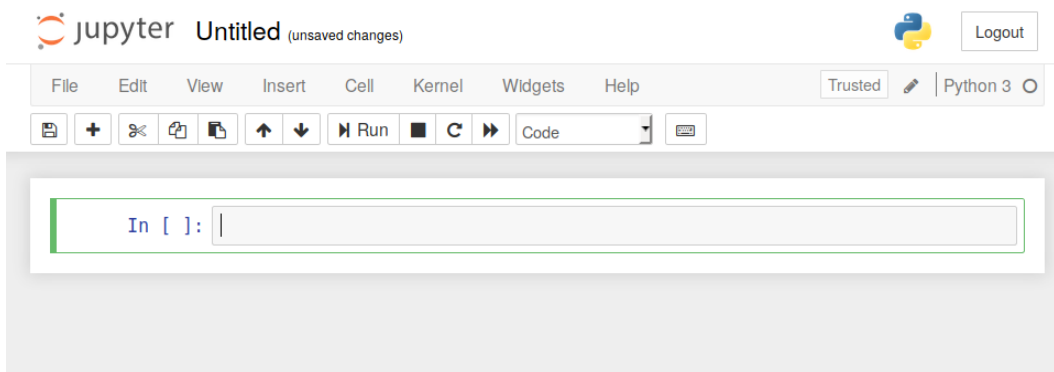 jupyter Untitled (unsaved changes) Logout
File Edit View Insert Cell Kernel Widgets Help Trusted Python 3
Run Code
In [ ]: